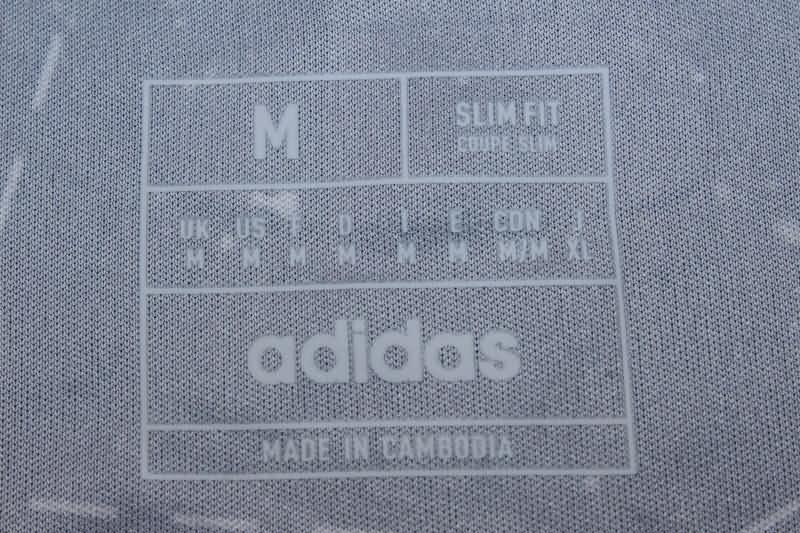 M
SLIM FIT
COUPE SLIM
UK US F D I E CDN J
M M M M M M M/M XL
adidas
MADE IN CAMBODIA